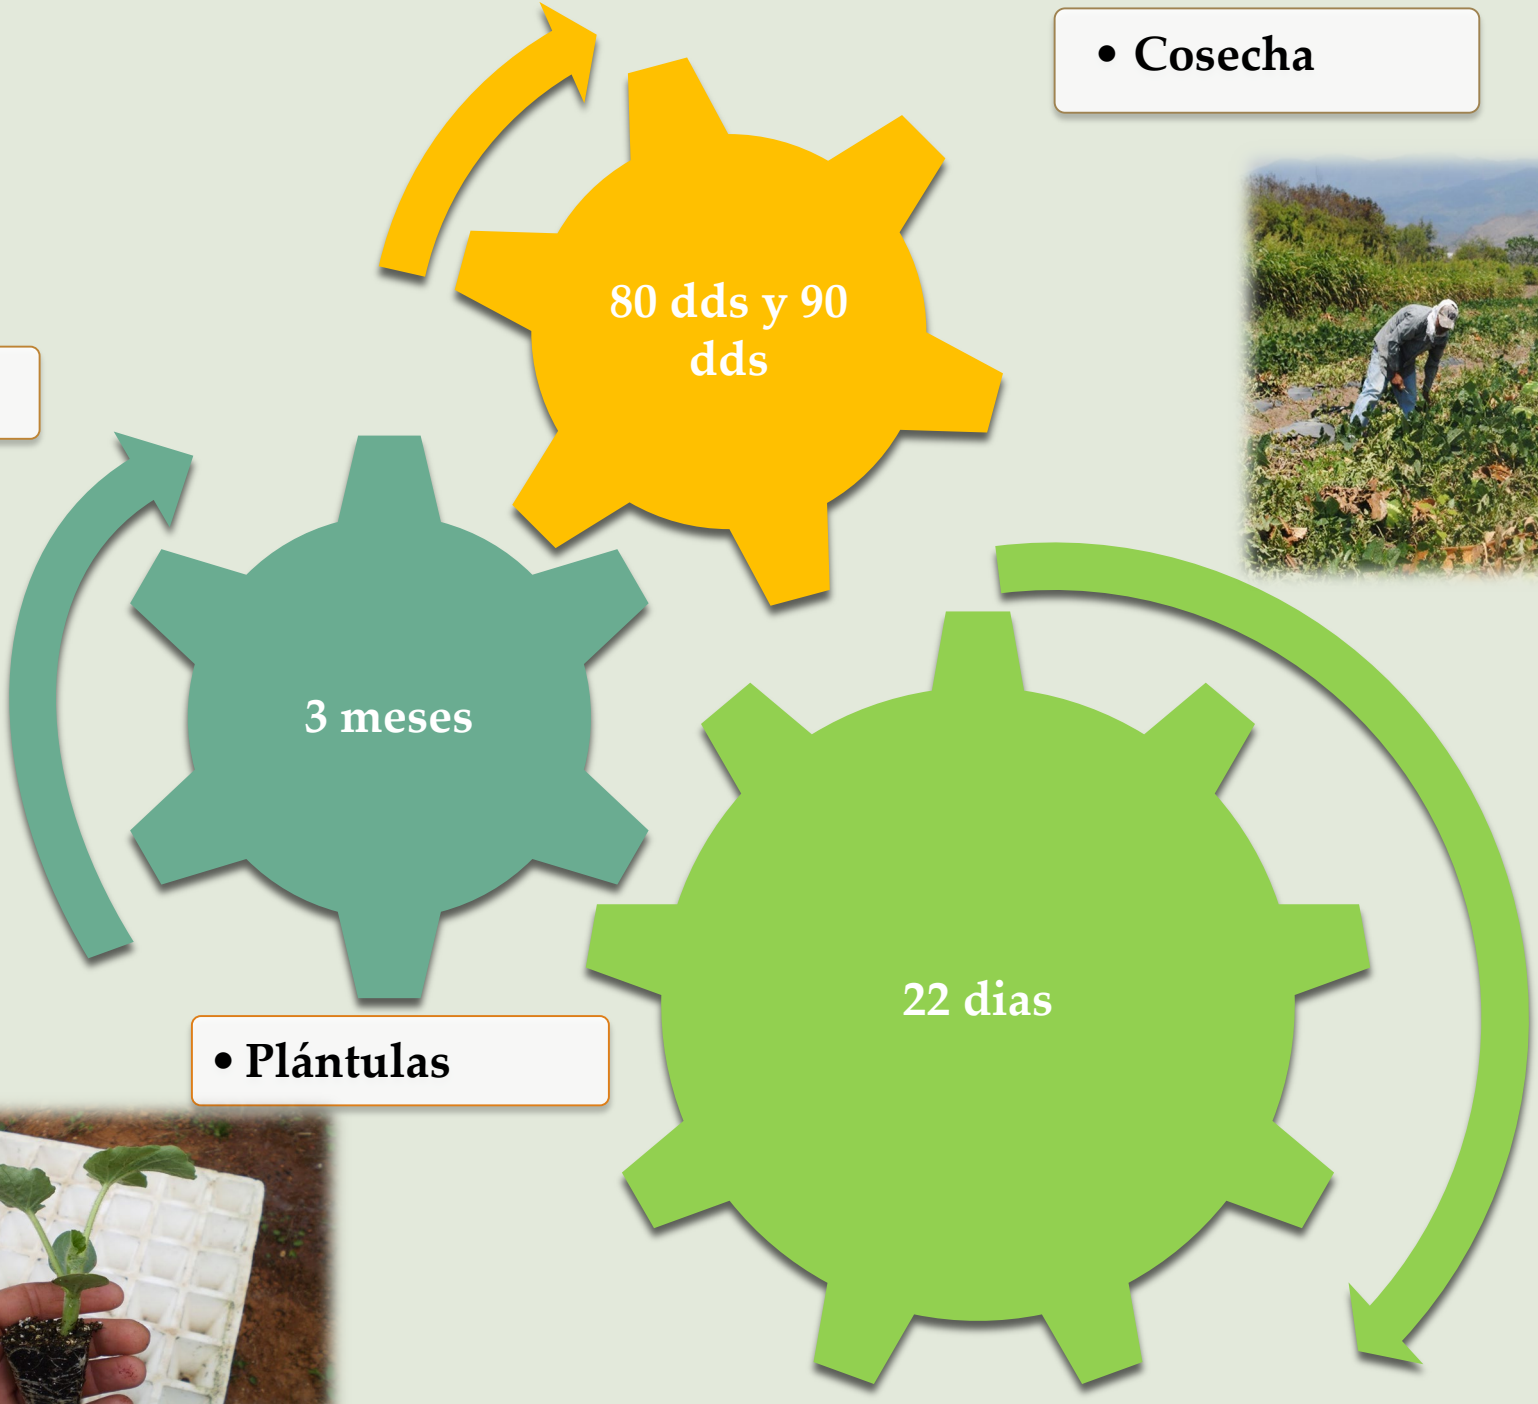 • Cosecha
80 dds y 90
dds
3 meses
22 dias
• Plántulas